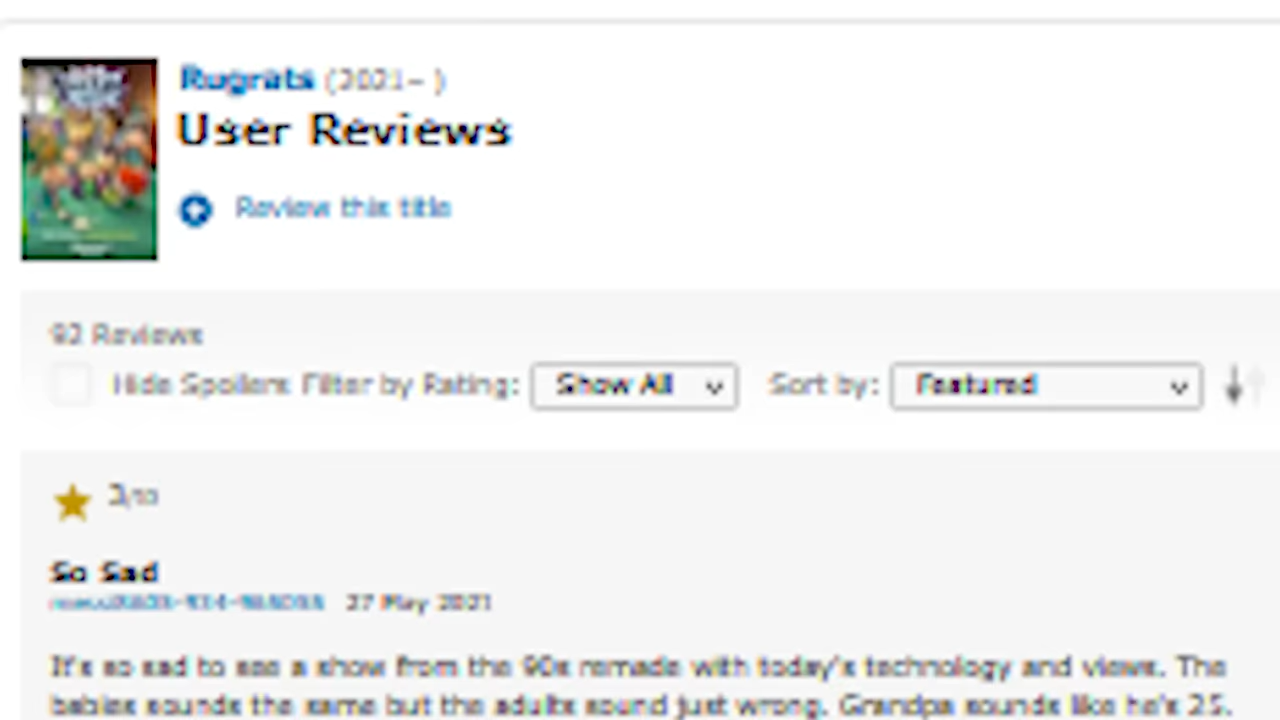 Rugrats (2021– )
User Reviews
Review this title
92 Reviews
Hide Spoilers Filter by Rating: Show All Sort by: Featured
3/10
So Sad
27 May 2021
It's so sad to see a show from the 90s remade with today's technology and views. The
babies sounds the same but the adults sound just wrong. Grandpa sounds like he's 25.